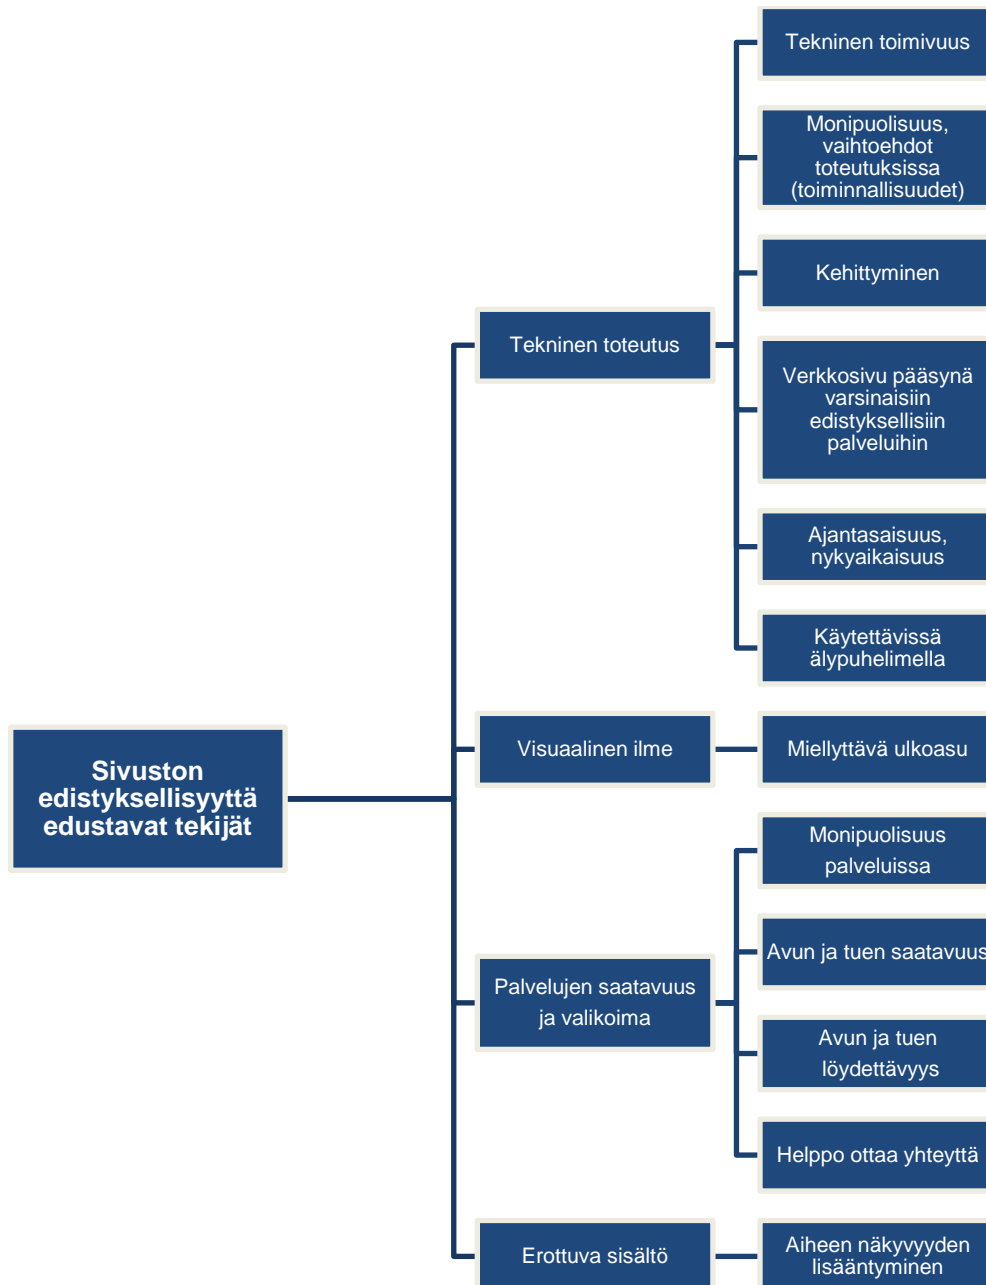 Sivuston
edistyksellisyyttä
edustavat tekijät
Tekninen toteutus
Tekninen toimivuus
Monipuolisuus,
vaihtoehdot
toteutuksissa
(toiminnallisuudet)
Kehittyminen
Verkkosivu pääsynä
varsinaisiin
edistyksellisiin
palveluihin
Ajantasaisuus,
nykyaikaisuus
Käytettävissä
älypuhelimella
Visuaalinen ilme
Miellyttävä ulkoasu
Palvelujen saatavuus
ja valikoima
Monipuolisuus
palveluissa
Avun ja tuen saatavuus
Avun ja tuen
löydettävyys
Helppo ottaa yhteyttä
Erottuva sisältö
Aiheen näkyvyyden
lisääntyminen